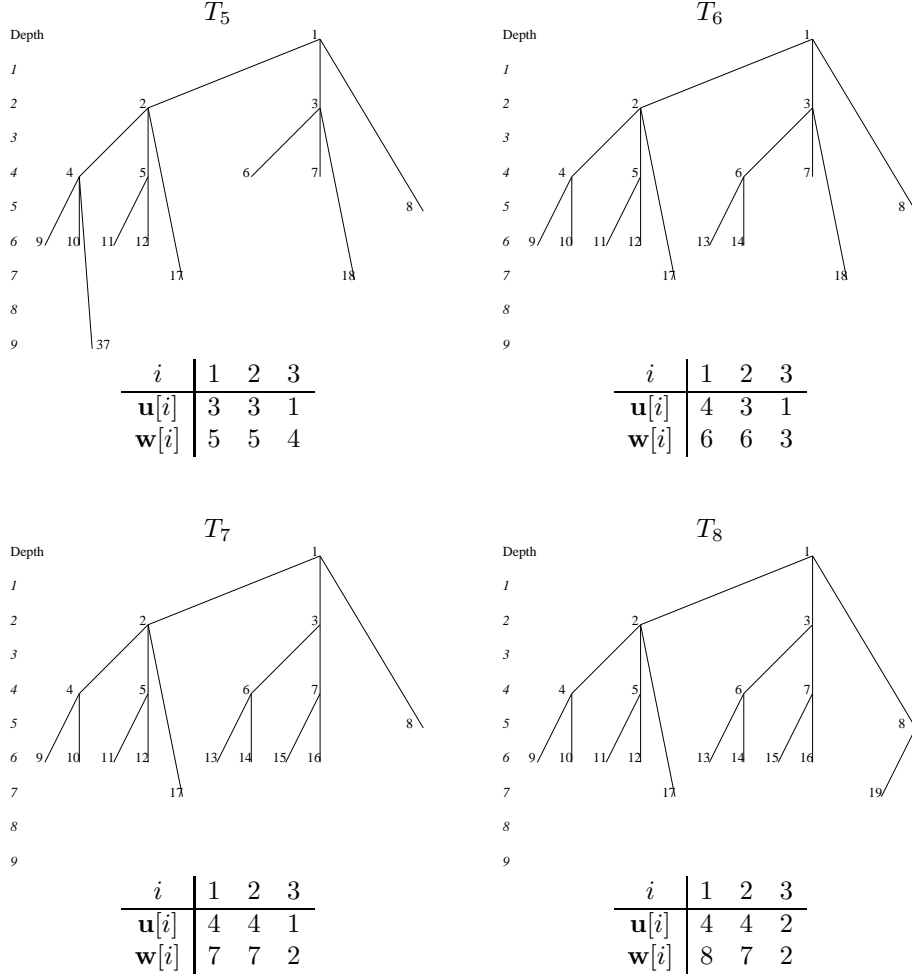 T5 T6
Depth 1 Depth 1
1 1
2 2 3 2 2 3
3 3
4 4 5 6 7 4 4 5 6 7
5 8 5 8
6 9 10 11 12 6 9 10 11 12 13 14
7 17 18 7 17 18
8 8
9 37 9
i 1 2 3 i 1 2 3
u[i] 3 3 1 u[i] 4 3 1
w[i] 5 5 4 w[i] 6 6 3
T7 T8
Depth 1 Depth 1
1 1
2 2 3 2 2 3
3 3
4 4 5 6 7 4 4 5 6 7
5 8 5 8
6 9 10 11 12 13 14 15 16 6 9 10 11 12 13 14 15 16
7 17 7 17 19
8 8
9 9
i 1 2 3 i 1 2 3
u[i] 4 4 1 u[i] 4 4 2
w[i] 7 7 2 w[i] 8 7 2